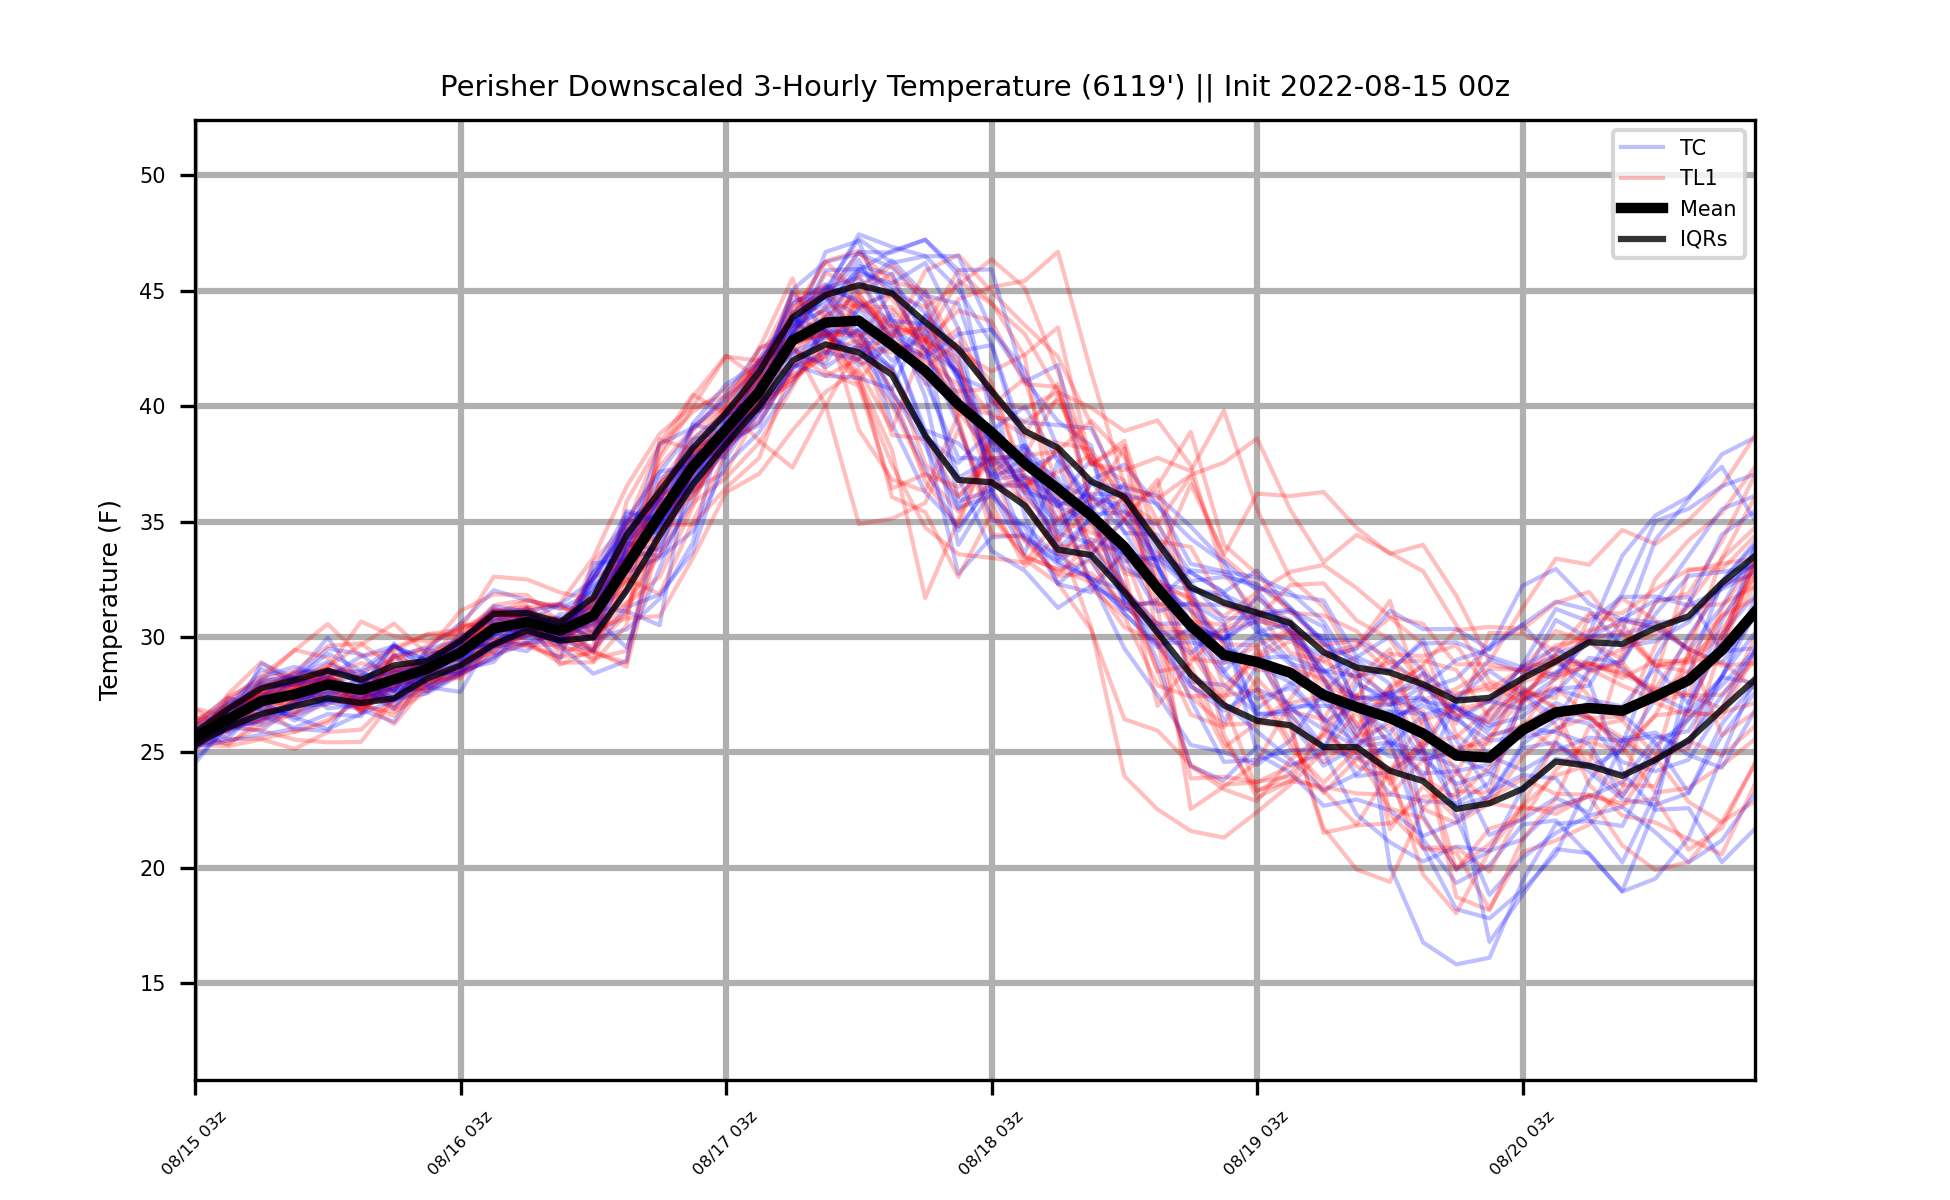 Perisher Downscaled 3-Hourly Temperature (6119') || Init 2022-08-15 00z
TC
TL1
Mean
IQRs
Temperature (F)
50
45
40
35
30
25
20
15
08/15 03z
08/16 03z
08/17 03z
08/18 03z
08/19 03z
08/20 03z